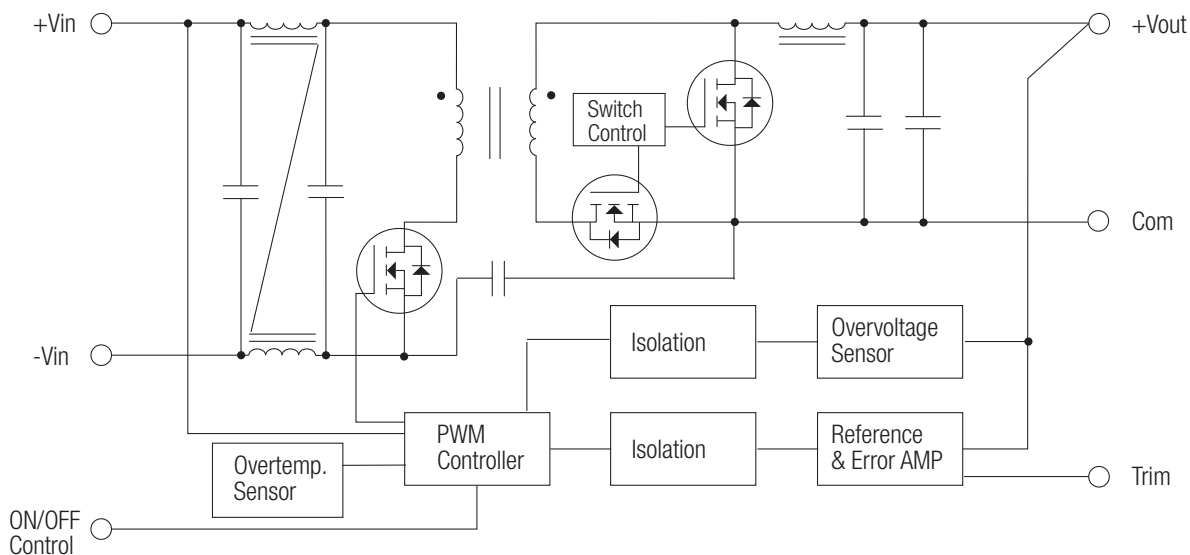 +Vin
+Vout
Switch
Control
Com
-Vin
Isolation
Overvoltage
Sensor
PWM
Controller
Isolation
Reference
& Error AMP
Overtemp.
Sensor
Trim
ON/OFF
Control